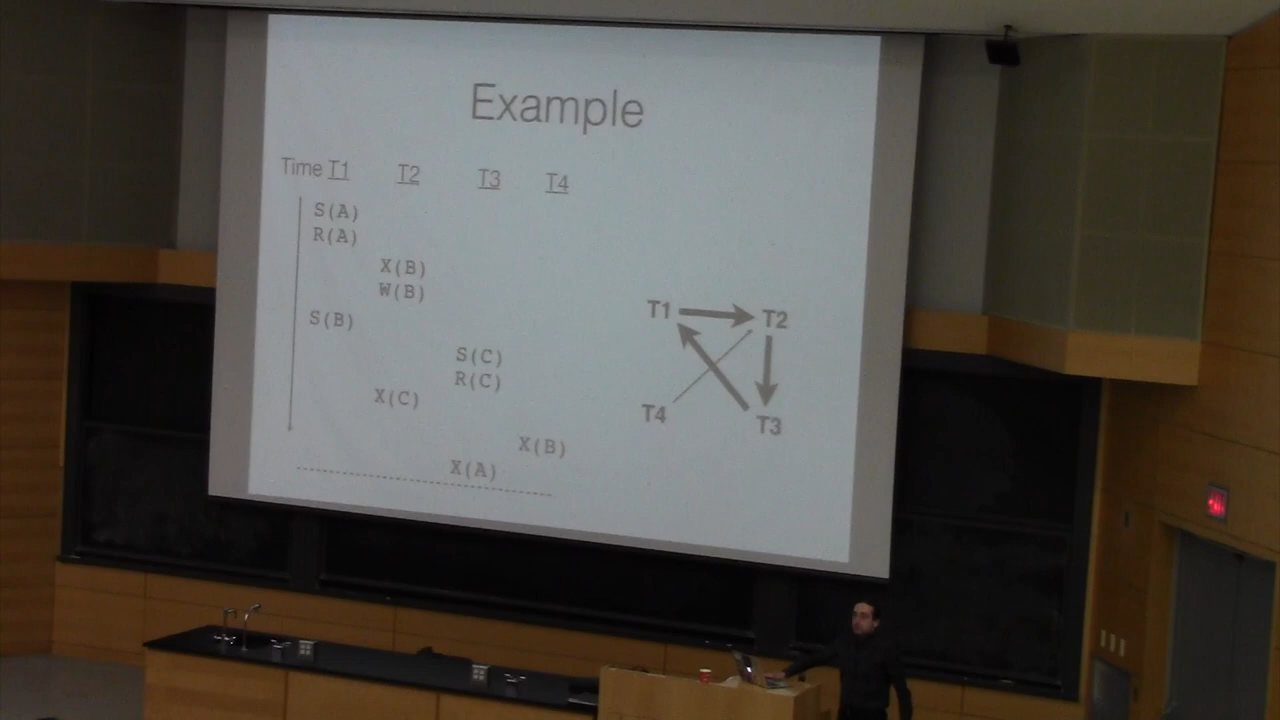 Example
Time T1 T2 T3 T4
S(A)
R(A)
X(B)
W(B)
S(B)
S(C)
R(C)
X(C)
X(B)
X(A)
T1 T2
T4 T3